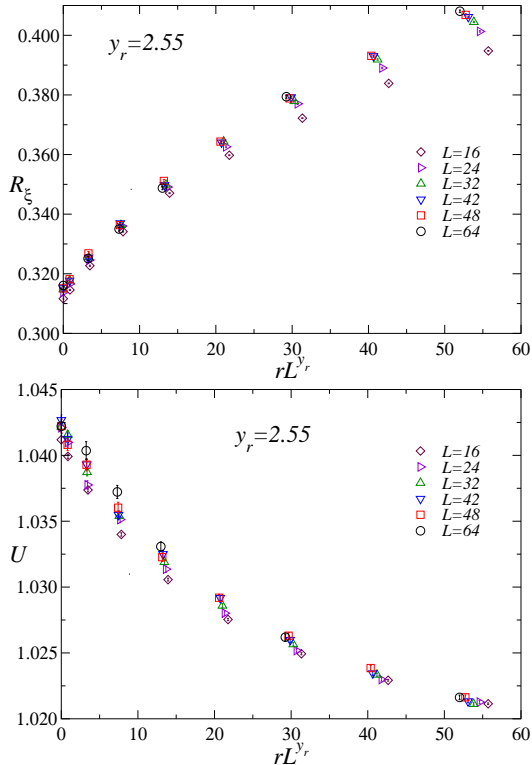 0.400
0.380
0.360
0.340
0.320
0.300
R_ξ
y_r=2.55
L=16
L=24
L=32
L=42
L=48
L=64
0 10 20 30 40 50 60
rL^{y_r}
1.045
1.040
1.035
1.030
1.025
1.020
U
y_r=2.55
L=16
L=24
L=32
L=42
L=48
L=64
0 10 20 30 40 50 60
rL^{y_r}